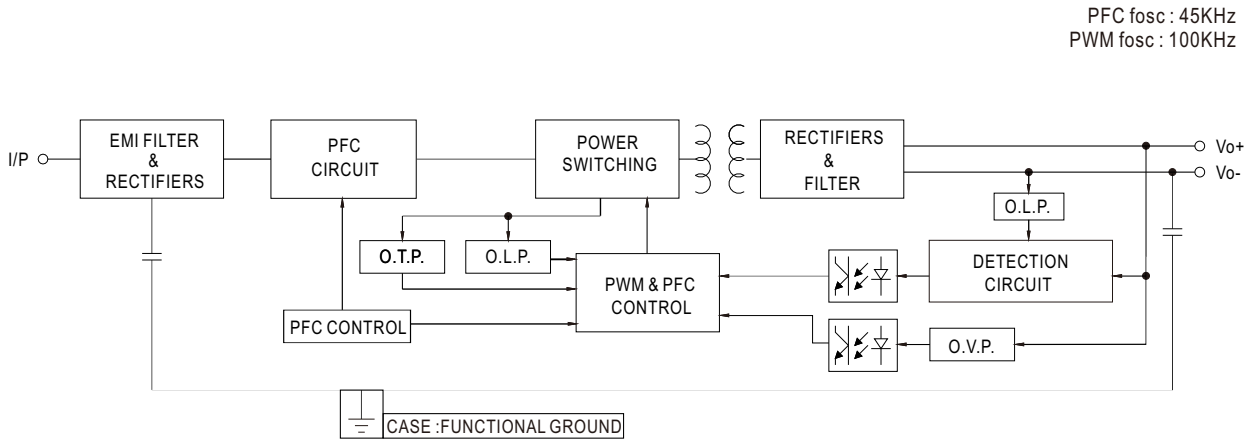 PFC fosc : 45KHz
PWM fosc : 100KHz
I/P
EMI FILTER
&
RECTIFIERS
PFC
CIRCUIT
POWER
SWITCHING
RECTIFIERS
&
FILTER
Vo+
Vo-
O.L.P.
O.T.P.
O.L.P.
PWM & PFC
CONTROL
DETECTION
CIRCUIT
PFC CONTROL
O.V.P.
CASE :FUNCTIONAL GROUND